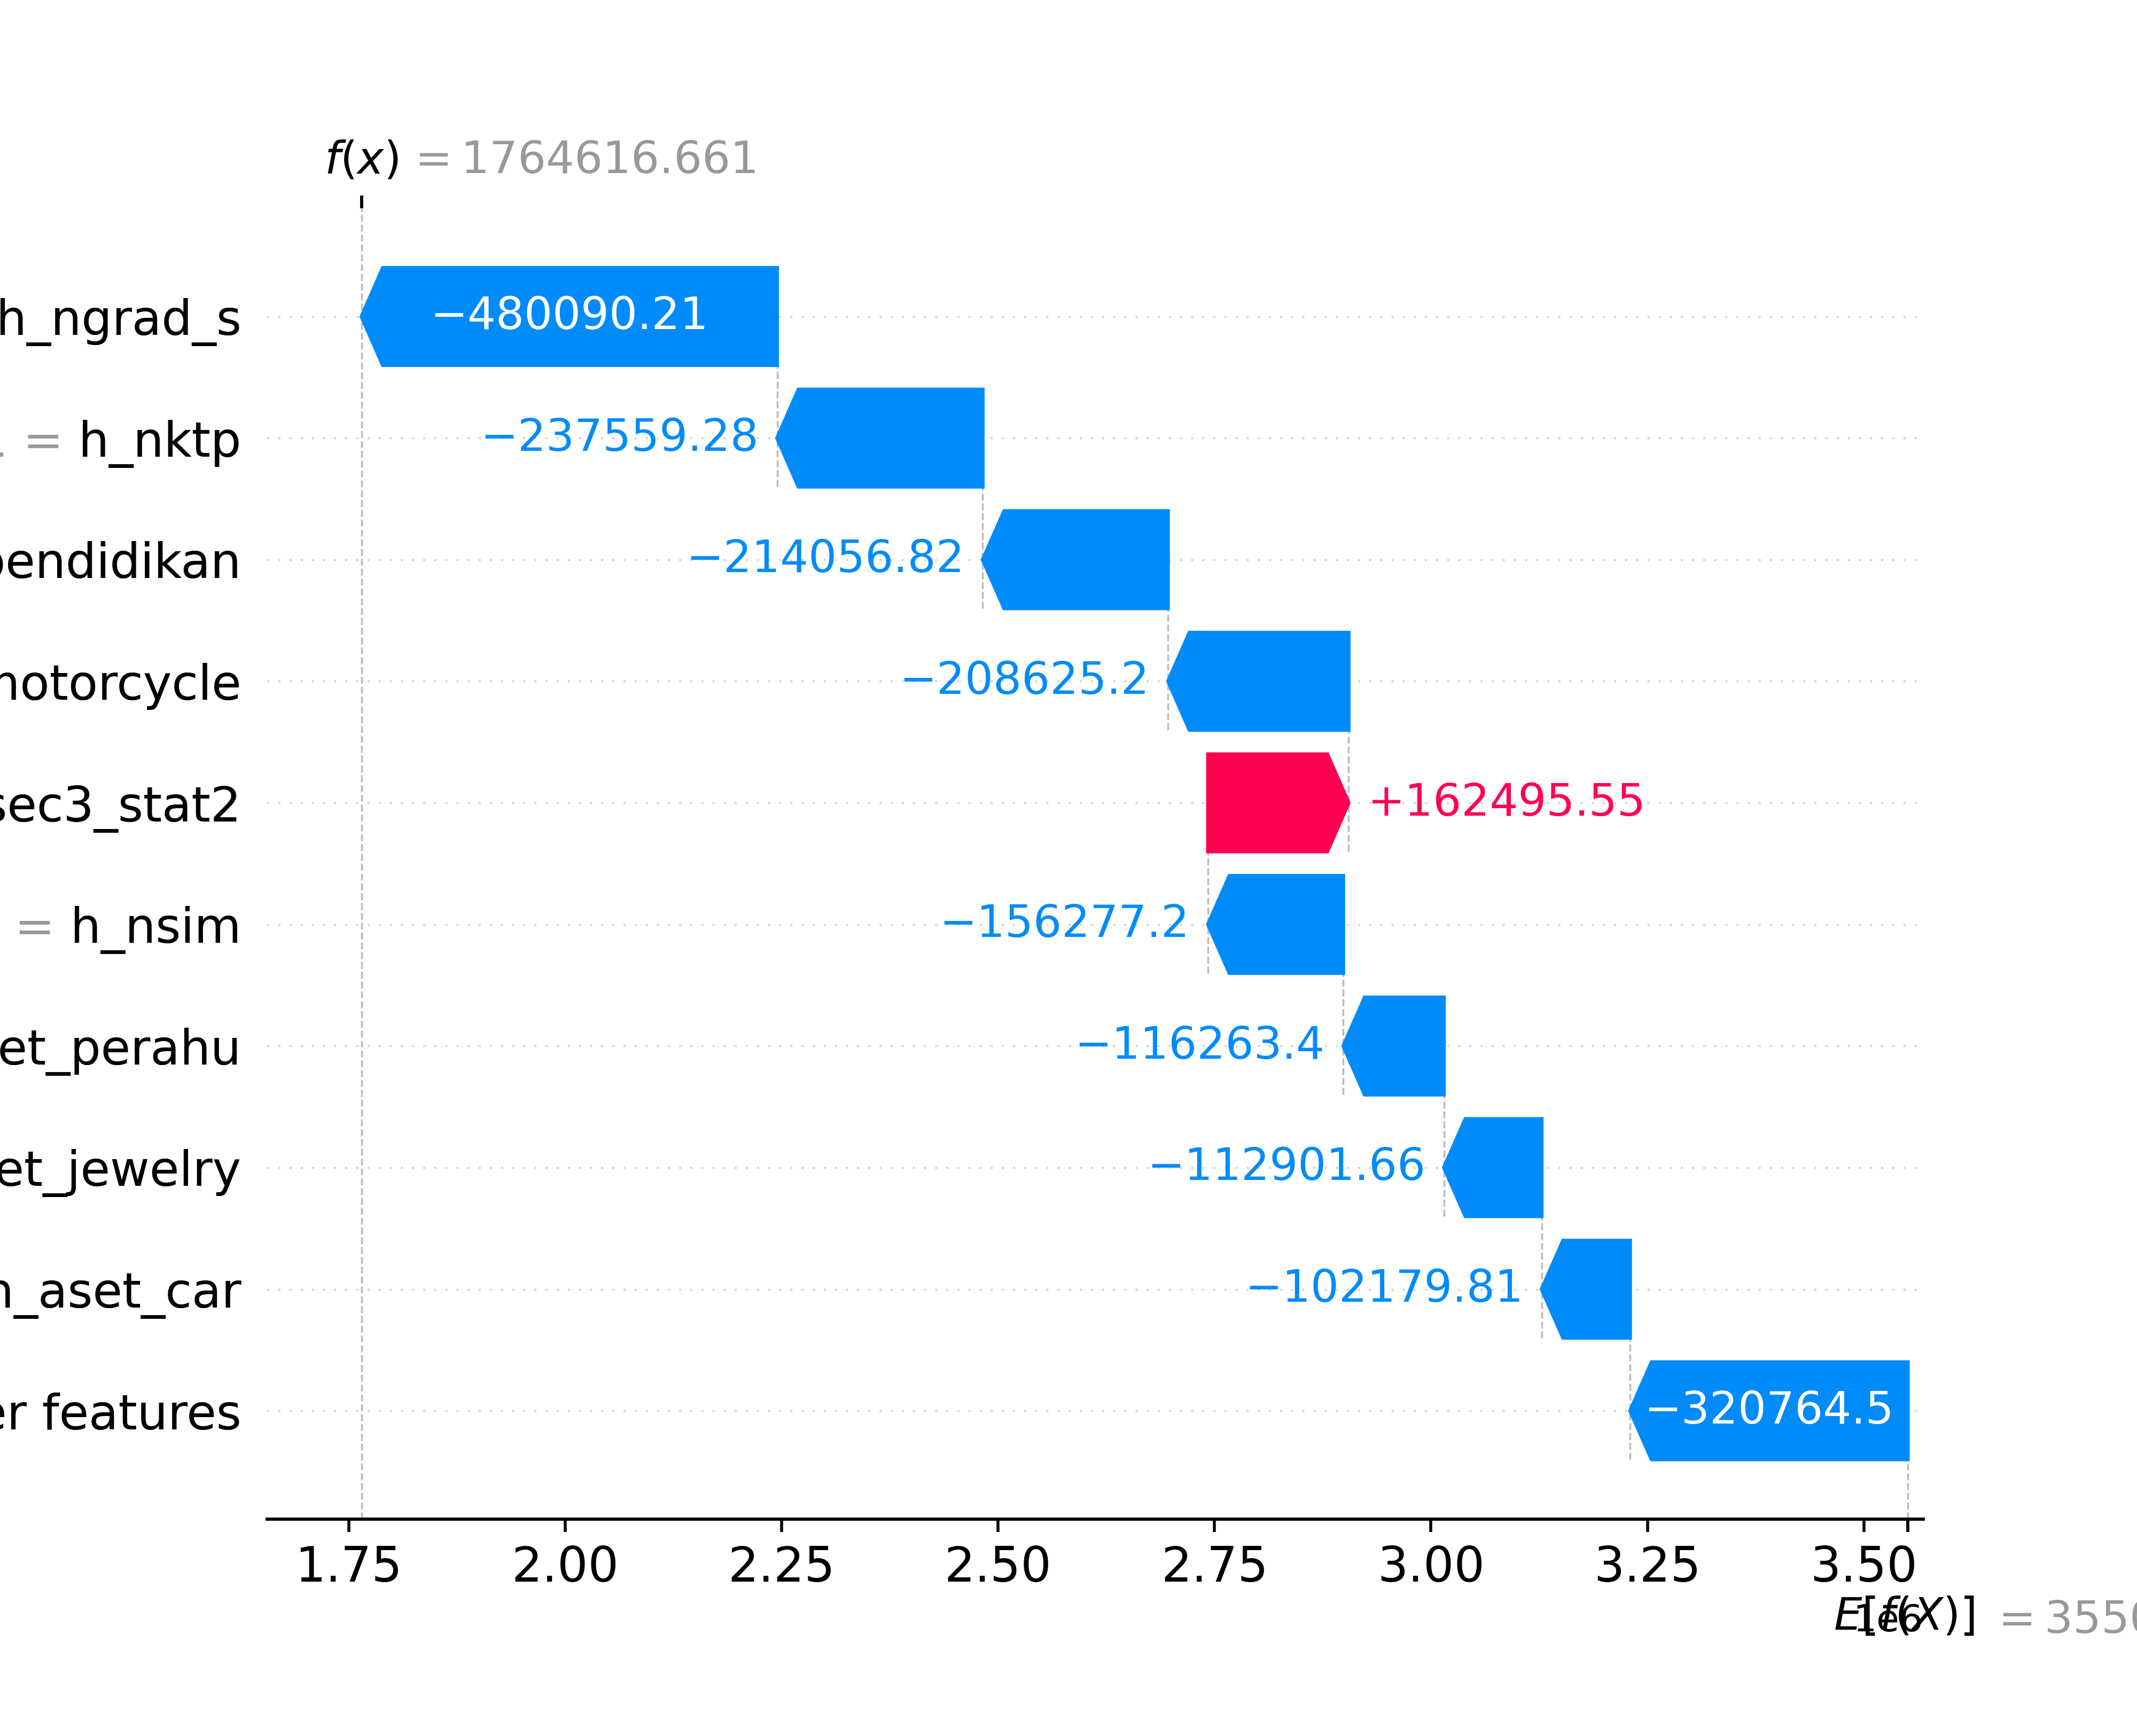 f(x) = 1764616.661
h_ngrad_s −480090.21
= h_nktp −237559.28
pendidikan −214056.82
motorcycle −208625.2
sec3_stat2 +162495.55
= h_nsim −156277.2
et_perahu −116263.4
et_jewelry −112901.66
h_aset_car −102179.81
er features −320764.5
1.75 2.00 2.25 2.50 2.75 3.00 3.25 3.50
1e6
E[f(X)] = 3550